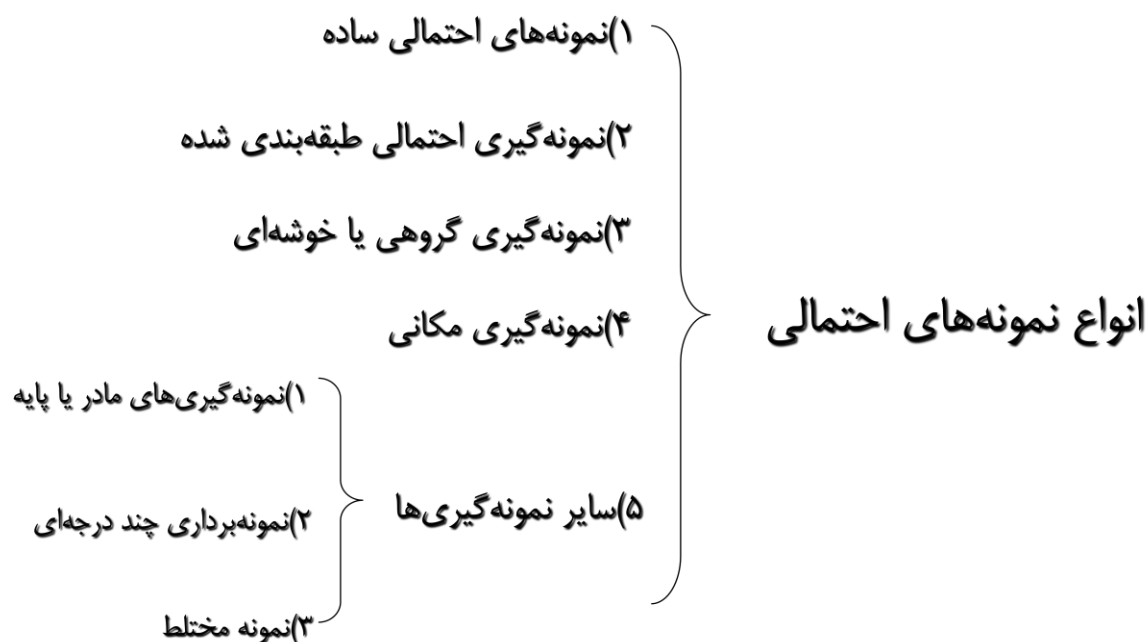 انواع نمونه‌های احتمالی
۱)نمونه‌های احتمالی ساده
۲)نمونه‌گیری احتمالی طبقه‌بندی شده
۳)نمونه‌گیری گروهی یا خوشه‌ای
۴)نمونه‌گیری مکانی
۵)سایر نمونه‌گیری‌ها
۱)نمونه‌گیری‌های مادر یا پایه
۲)نمونه‌برداری چند درجه‌ای
۳)نمونه مختلط